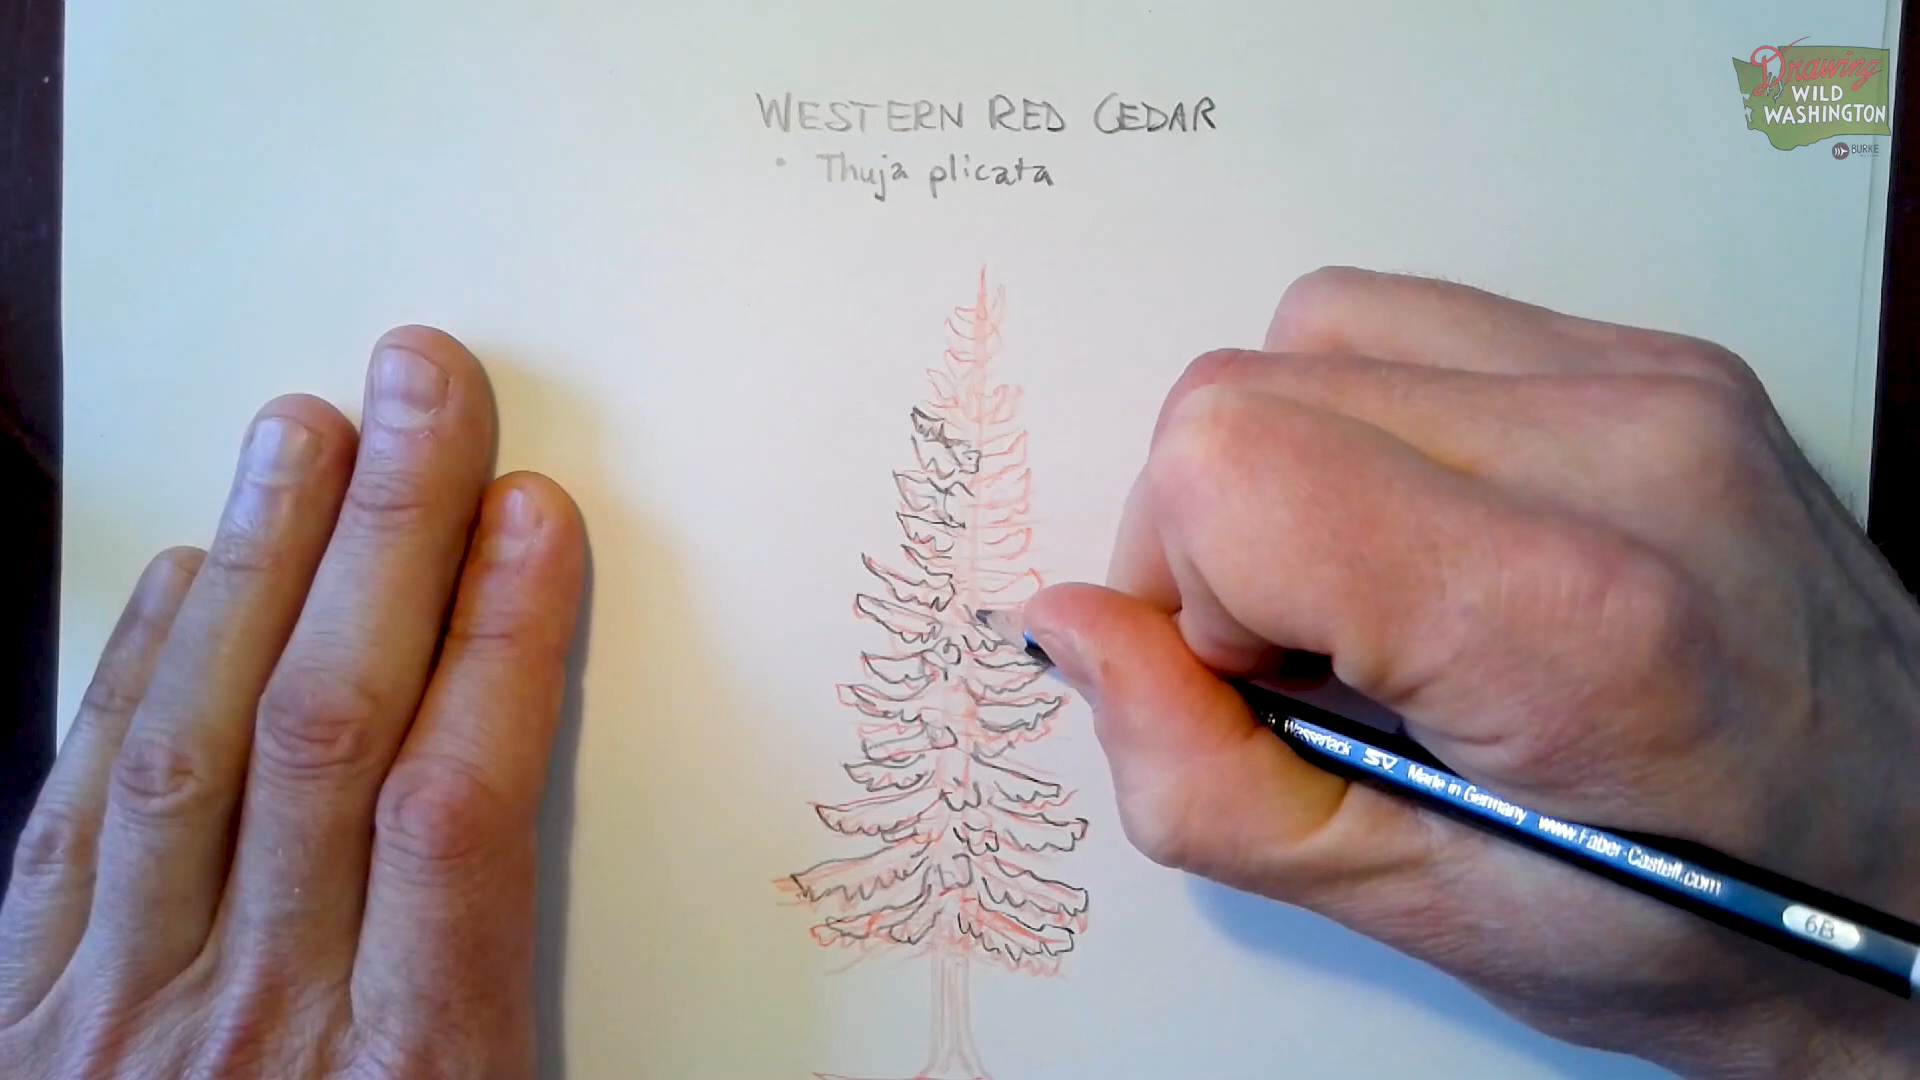 WESTERN RED CEDAR
• Thuja plicata
Drawing
WILD
WASHINGTON
BURKE
Wasserlack SV Made in Germany www.Faber-Castell.com
6B